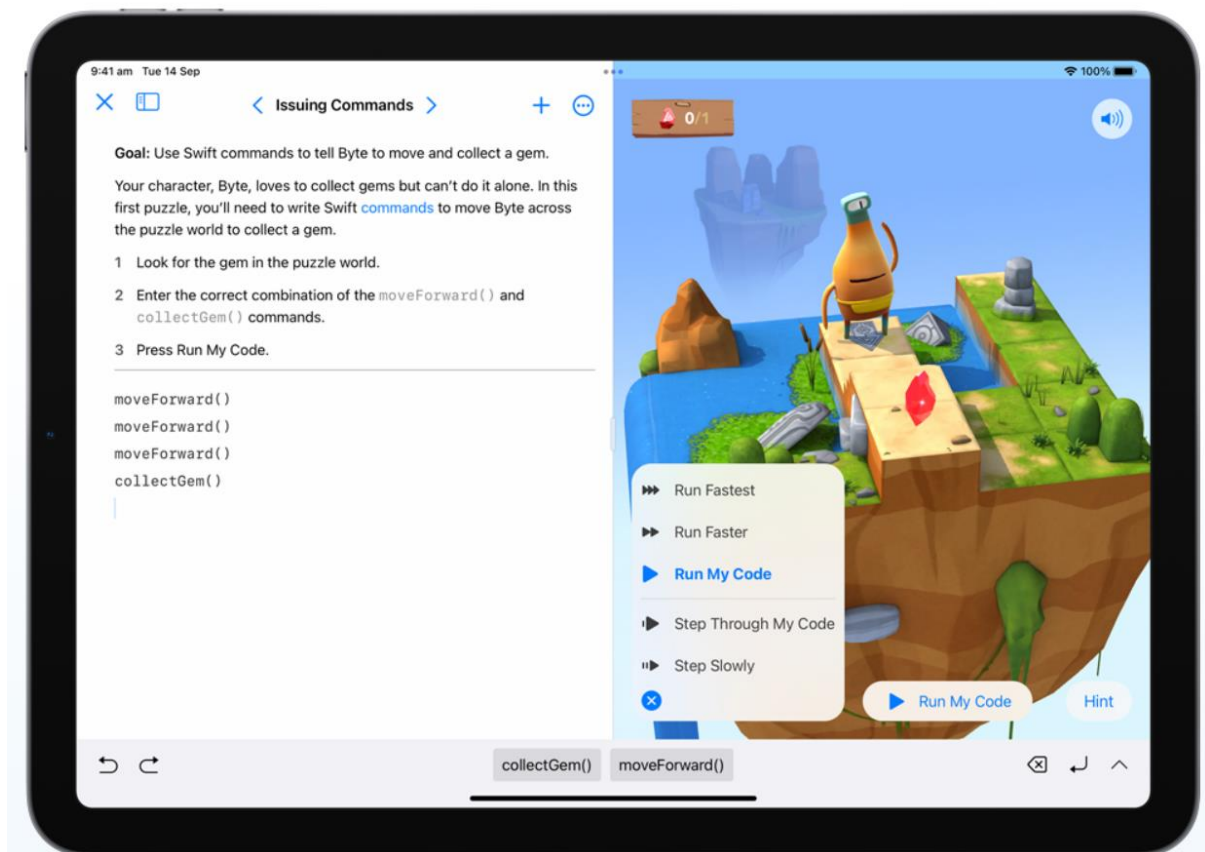 9:41 am Tue 14 Sep
100%
Issuing Commands
0/1
Goal: Use Swift commands to tell Byte to move and collect a gem.
Your character, Byte, loves to collect gems but can't do it alone. In this
first puzzle, you'll need to write Swift commands to move Byte across
the puzzle world to collect a gem.
1 Look for the gem in the puzzle world.
2 Enter the correct combination of the moveForward() and
collectGem() commands.
3 Press Run My Code.
moveForward()
moveForward()
moveForward()
collectGem()
Run Fastest
Run Faster
Run My Code
Step Through My Code
Step Slowly
Run My Code
Hint
collectGem()
moveForward()